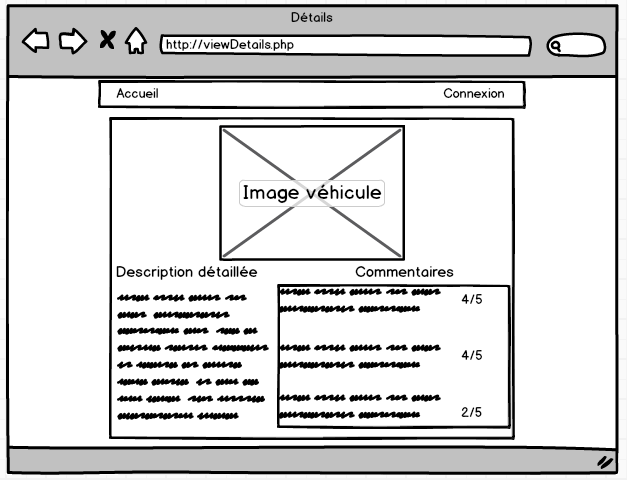 Détails
http://viewDetails.php
Accueil
Connexion
Image véhicule
Description détaillée
Commentaires
4/5
4/5
2/5